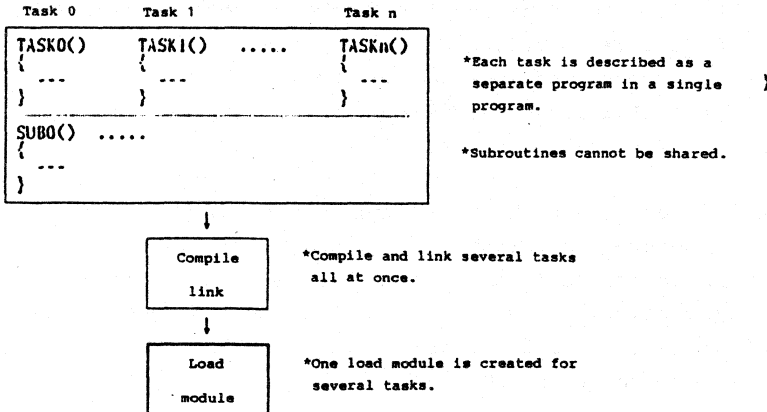 Task 0 Task 1 Task n
TASK0() TASK1() ..... TASKn()
{ { {
--- --- ---
} } }
SUB0() .....
{
---
}
*Each task is described as a }
separate program in a single
program.
*Subroutines cannot be shared.
↓
Compile
link
*Compile and link several tasks
all at once.
↓
Load
module
*One load module is created for
several tasks.